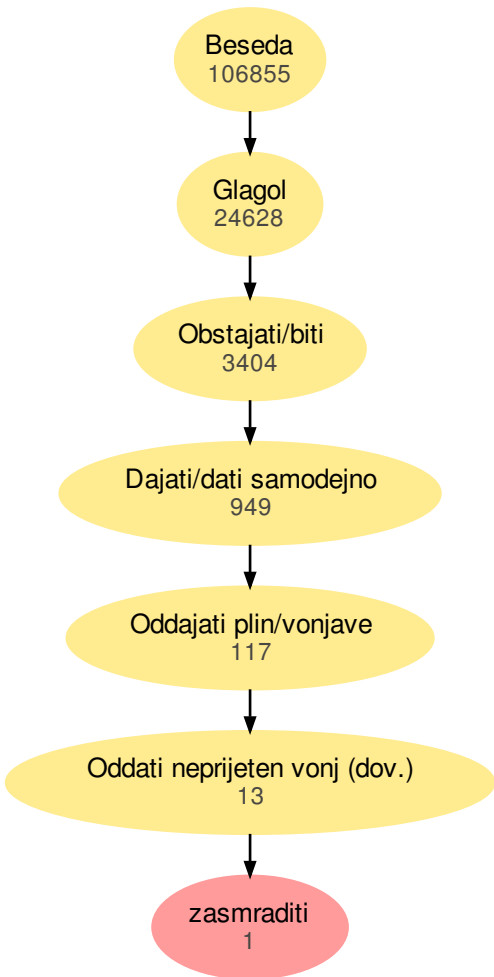 Beseda
106855
Glagol
24628
Obstajati/biti
3404
Dajati/dati samodejno
949
Oddajati plin/vonjave
117
Oddati neprijeten vonj (dov.)
13
zasmraditi
1